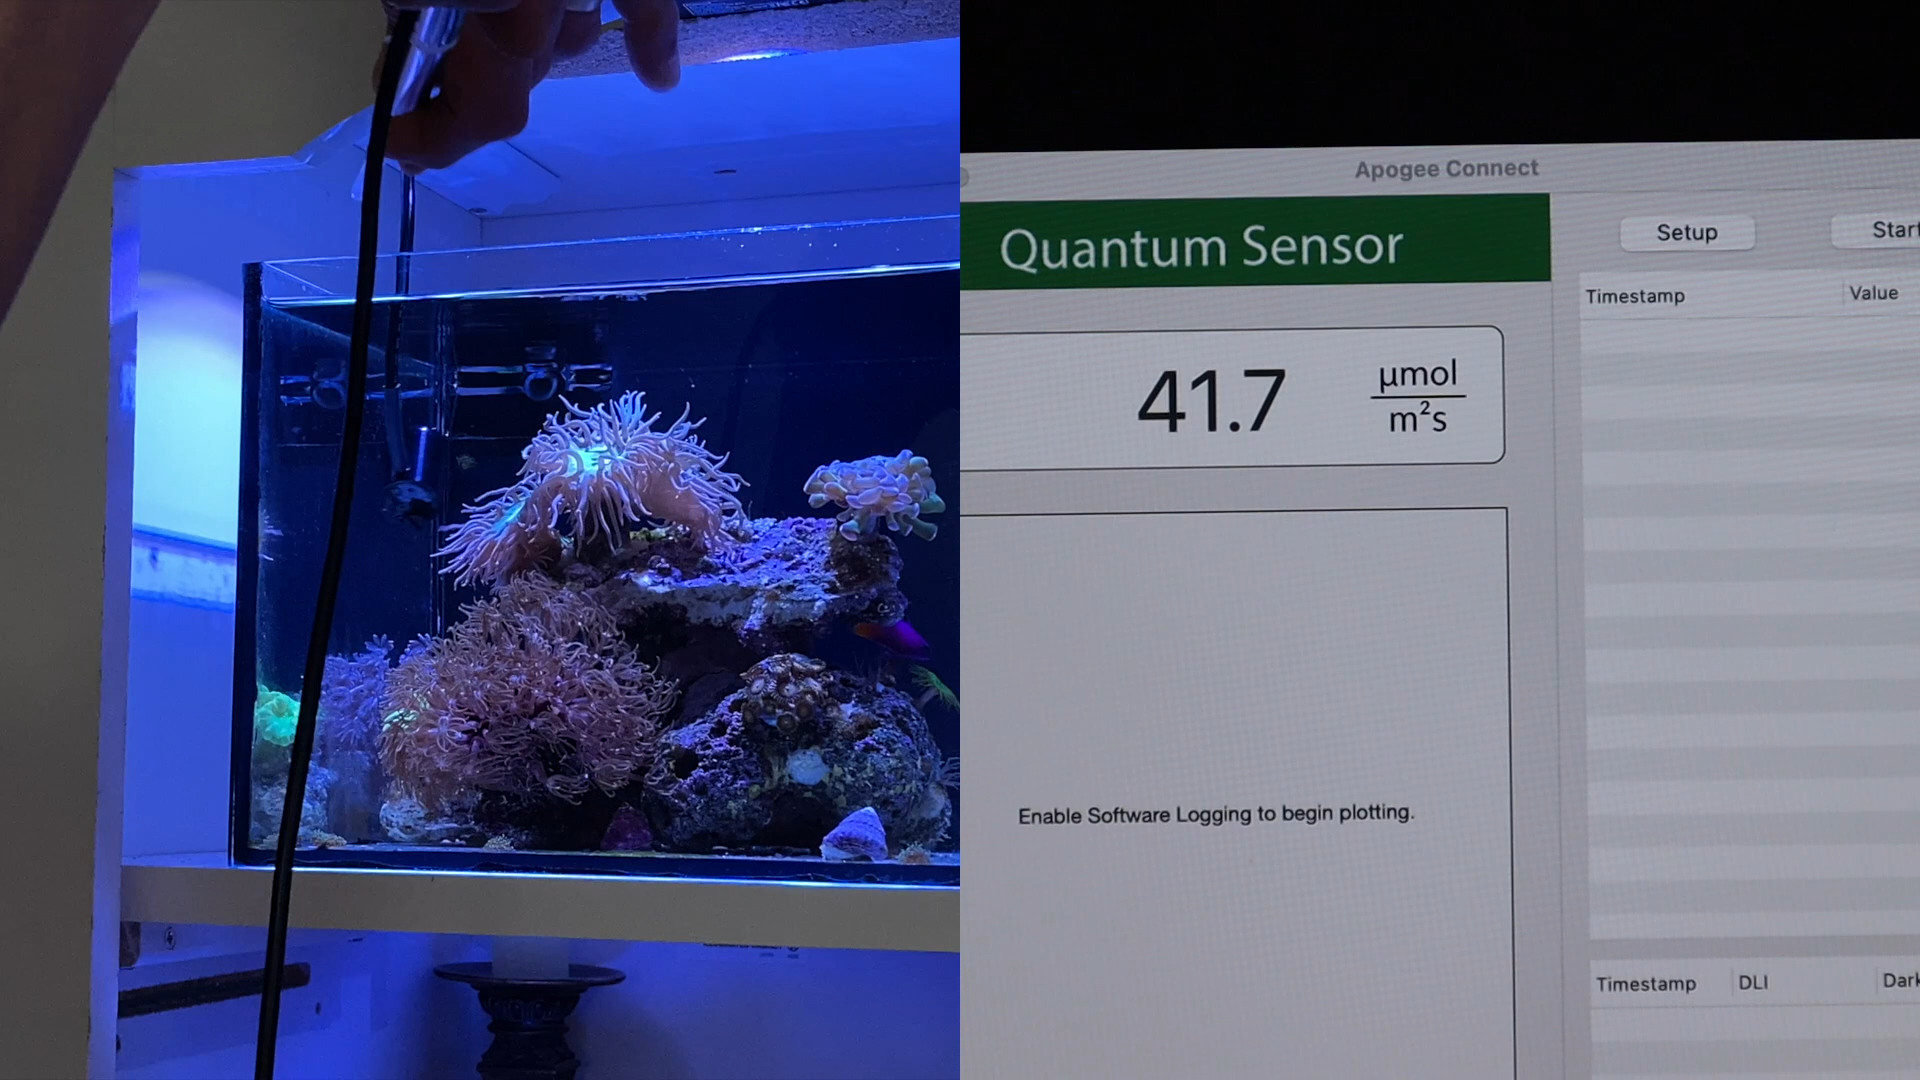 Apogee Connect
Quantum Sensor
Setup
Start
Timestamp
Value
41.7
µmol
m²s
Enable Software Logging to begin plotting.
Timestamp
DLI
Dark